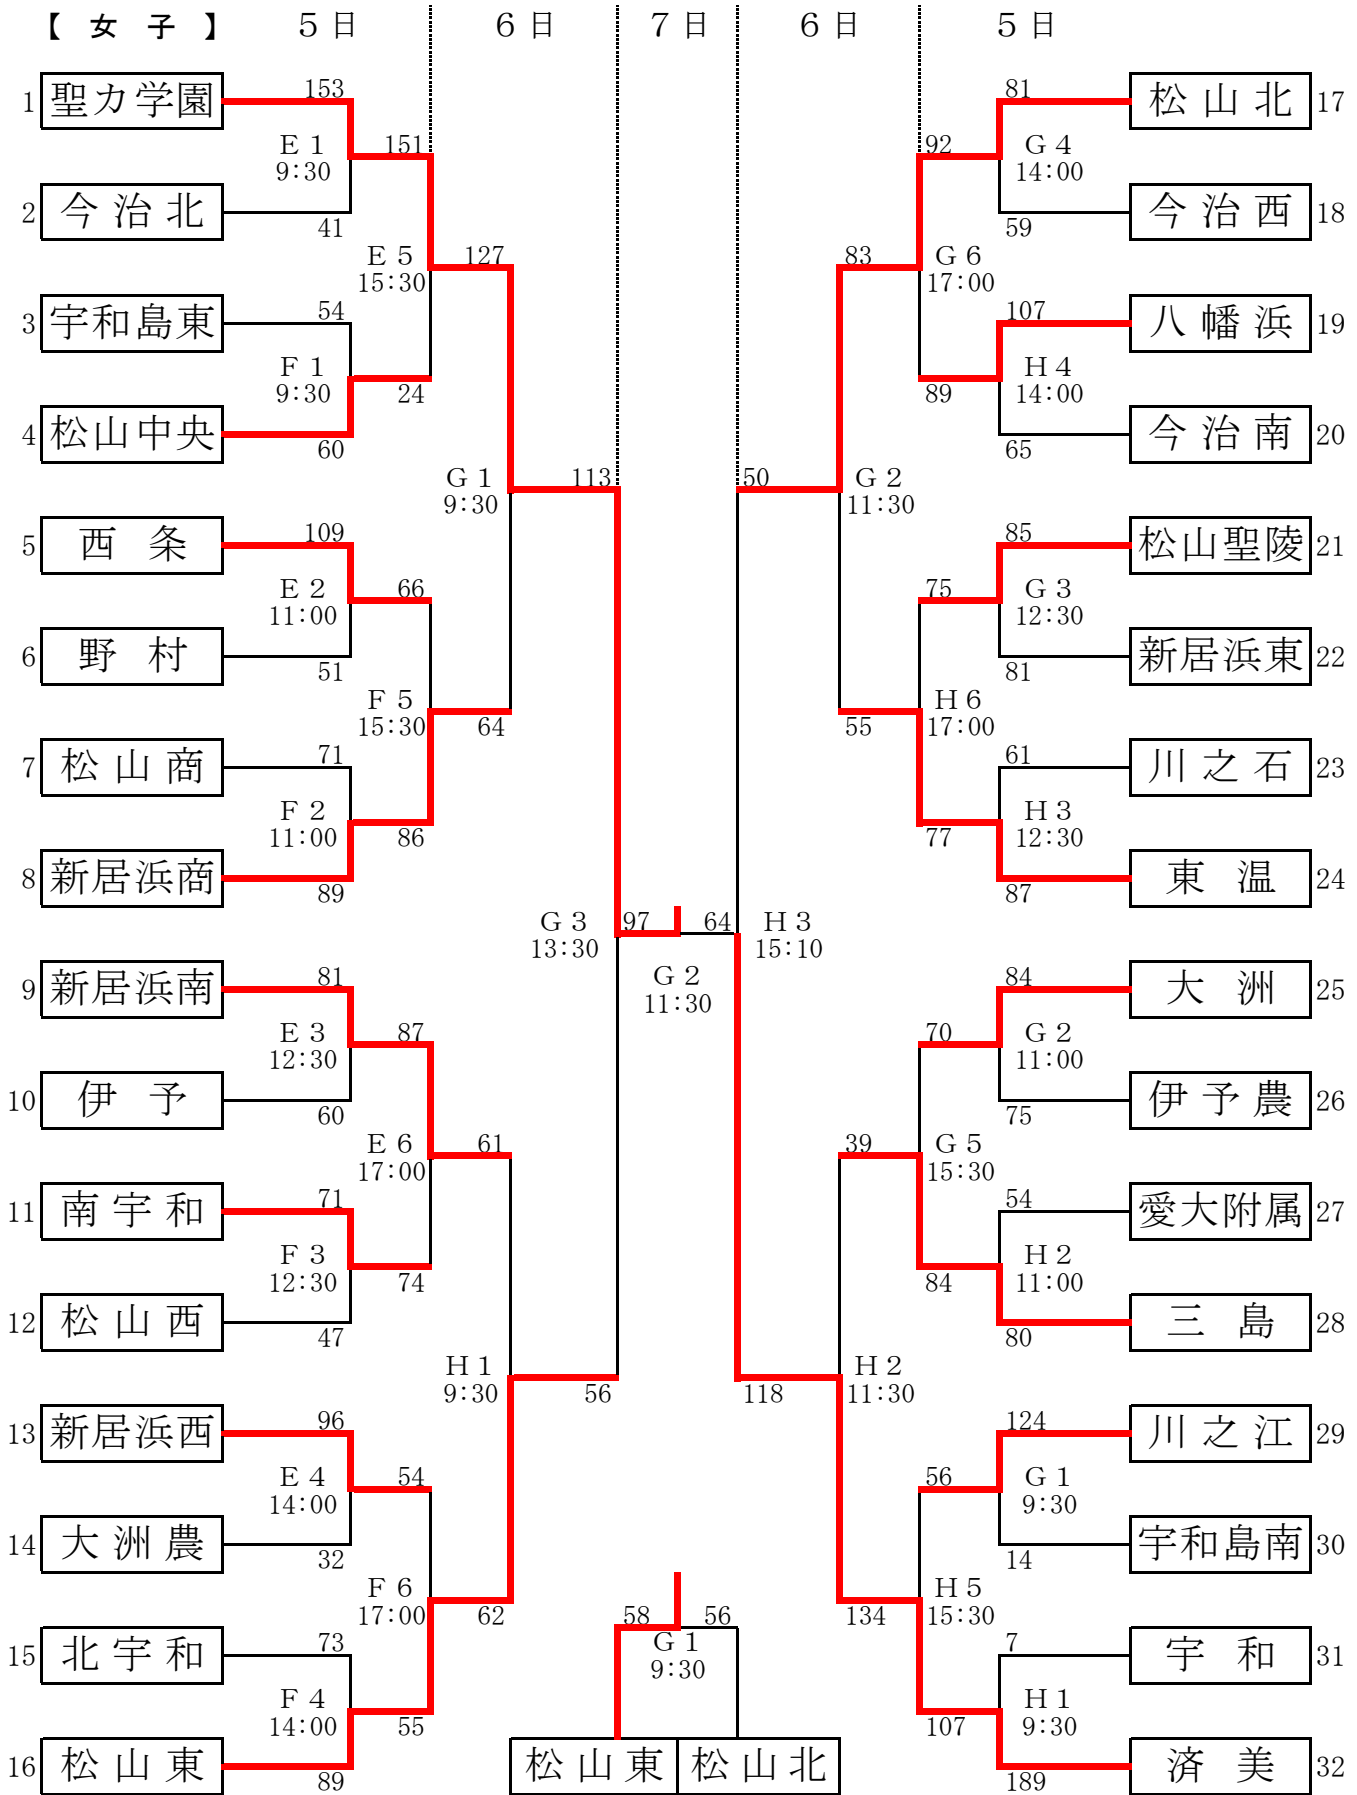 【 女 子 】 ５日 ６日 ７日 ６日 ５日
1 聖カ学園 153 81 松山北 17
E 1 151 92 G 4
9:30 14:00
2 今治北 41 59 今治西 18
E 5 127 83 G 6
15:30 17:00
3 宇和島東 54 107 八幡浜 19
F 1 H 4
9:30 24 89 14:00
4 松山中央 60 65 今治南 20
G 1 113 50 G 2
9:30 11:30
5 西条 109 85 松山聖陵 21
E 2 66 75 G 3
11:00 12:30
6 野村 51 81 新居浜東 22
F 5 H 6
15:30 64 55 17:00
7 松山商 71 61 川之石 23
F 2 H 3
11:00 86 77 12:30
8 新居浜商 89 87 東温 24
G 3 97 64 H 3
13:30 15:10
G 2
11:30
9 新居浜南 81 84 大洲 25
E 3 87 70 G 2
12:30 11:00
10 伊予 60 75 伊予農 26
E 6 61 39 G 5
17:00 15:30
11 南宇和 71 54 愛大附属 27
F 3 H 2
12:30 74 84 11:00
12 松山西 47 80 三島 28
H 1 H 2
9:30 56 118 11:30
13 新居浜西 96 124 川之江 29
E 4 54 56 G 1
14:00 9:30
14 大洲農 32 14 宇和島南 30
F 6 H 5
17:00 62 58 56 134 15:30
G 1
9:30
15 北宇和 73 7 宇和 31
F 4 H 1
14:00 55 107 9:30
16 松山東 89 松山東 松山北 189 済美 32